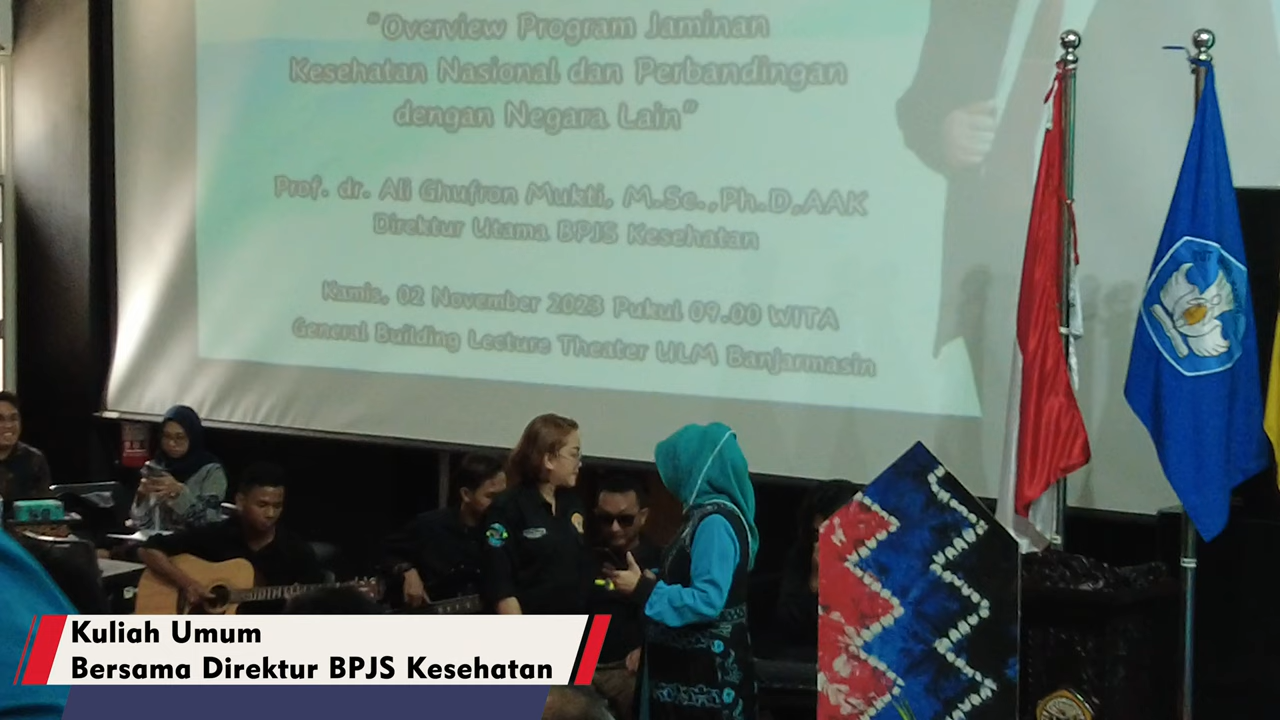 "Overview Program Jaminan
Kesehatan Nasional dan Perbandingan
dengan Negara Lain"
Prof. dr. Ali Ghufron Mukti, M.Sc.,Ph.D,AAK
Direktur Utama BPJS Kesehatan
Kamis, 02 November 2023 Pukul 09.00 WITA
General Building Lecture Theater ULM Banjarmasin
Kuliah Umum
Bersama Direktur BPJS Kesehatan